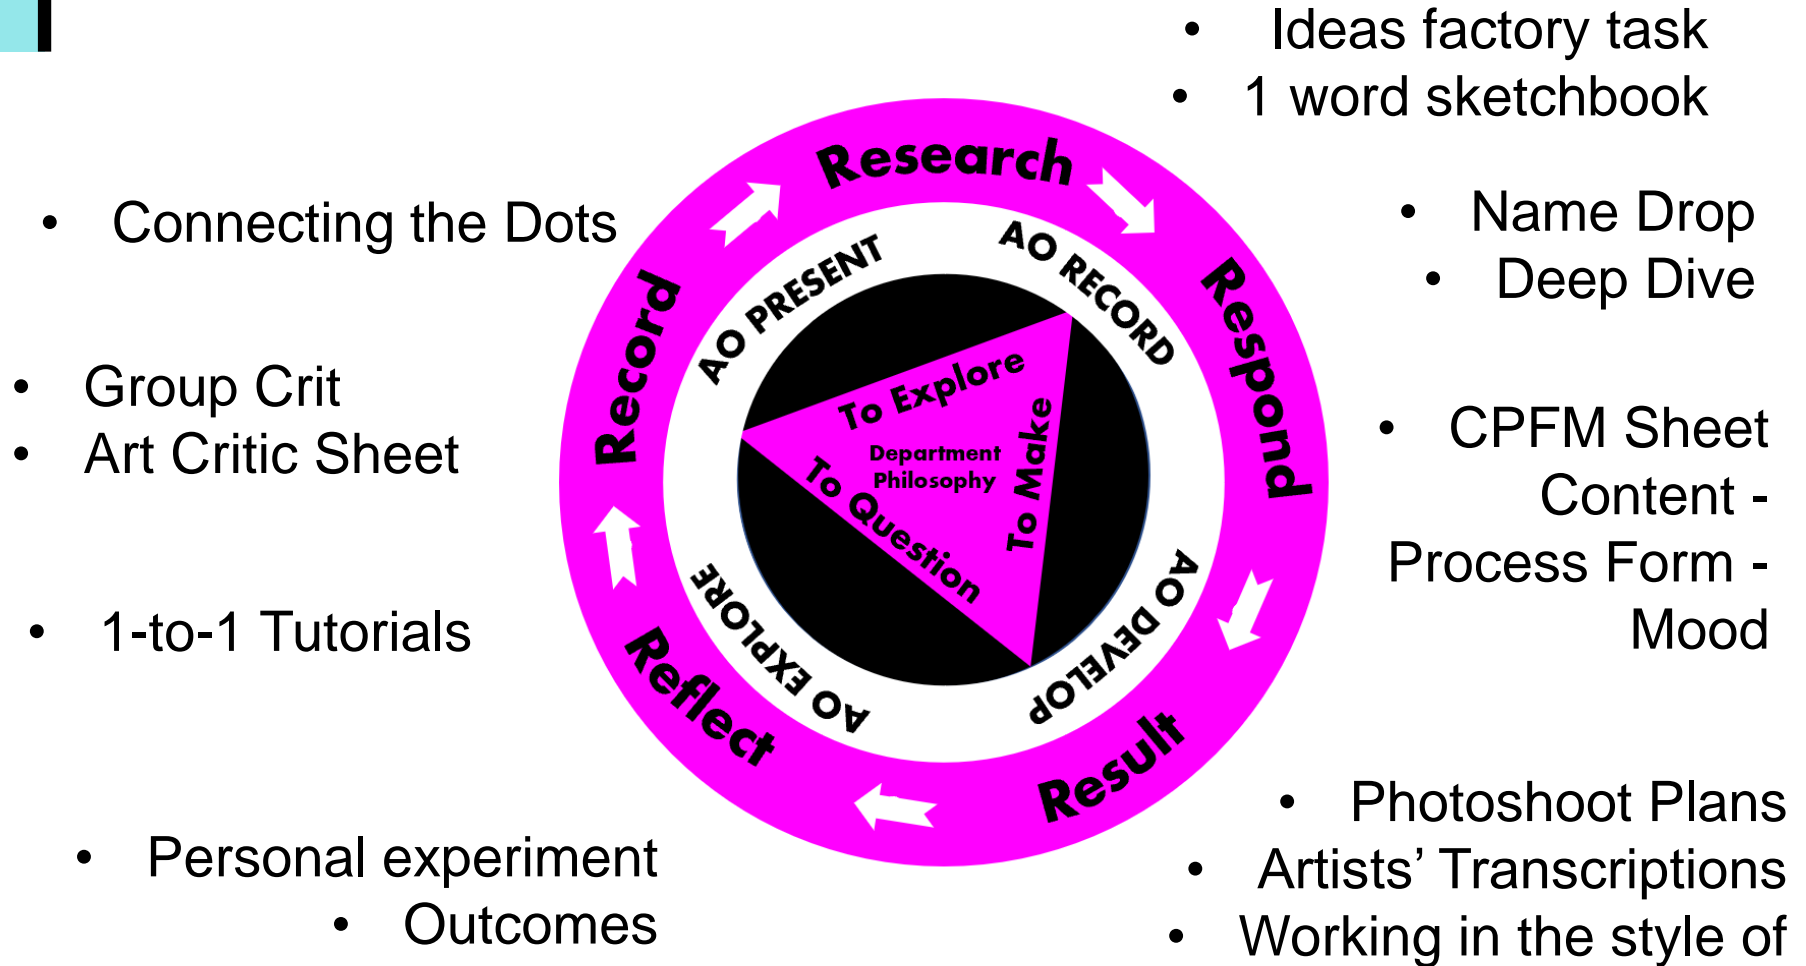 Ideas factory task
1 word sketchbook
Connecting the Dots
Name Drop
Deep Dive
Group Crit
Art Critic Sheet
CPFM Sheet
Content -
Process Form -
Mood
1-to-1 Tutorials
Photoshoot Plans
Artists’ Transcriptions
Working in the style of
Personal experiment
Outcomes
Research
Respond
Result
Reflect
Record
AO PRESENT
AO RECORD
AO DEVELOP
AO EXPLORE
To Explore
To Make
To Question
Department
Philosophy